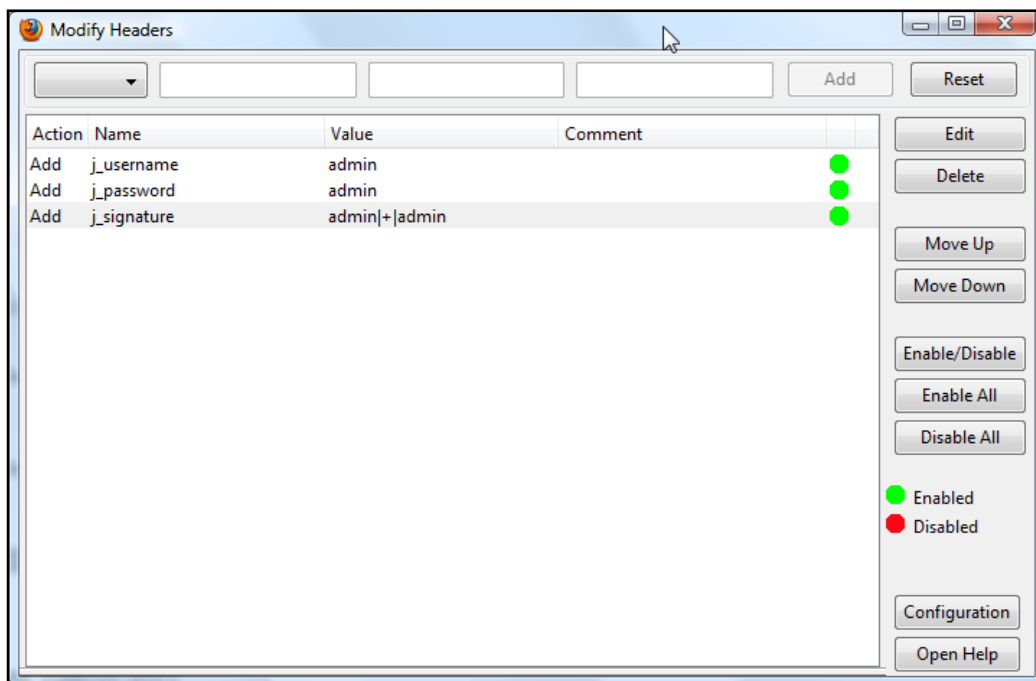 Modify Headers
Add Reset
Action Name Value Comment
Add j_username admin
Add j_password admin
Add j_signature admin|+|admin
Edit
Delete
Move Up
Move Down
Enable/Disable
Enable All
Disable All
Enabled
Disabled
Configuration
Open Help